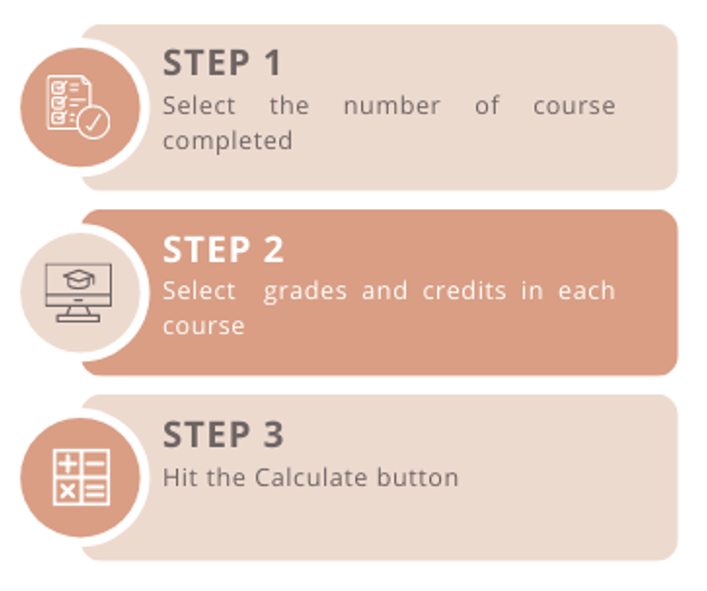 STEP 1
Select the number of course
completed
STEP 2
Select grades and credits in each
course
STEP 3
Hit the Calculate button